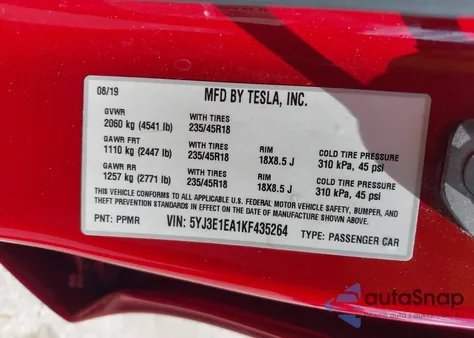 08/19 MFD BY TESLA, INC.
GVWR WITH TIRES
2060 kg (4541 lb) 235/45R18
GAWR FRT WITH TIRES RIM COLD TIRE PRESSURE
1110 kg (2447 lb) 235/45R18 18X8.5 J 310 kPa, 45 psi
GAWR RR WITH TIRES RIM COLD TIRE PRESSURE
1257 kg (2771 lb) 235/45R18 18X8.5 J 310 kPa, 45 psi
THIS VEHICLE CONFORMS TO ALL APPLICABLE U.S. FEDERAL MOTOR VEHICLE SAFETY, BUMPER, AND
THEFT PREVENTION STANDARDS IN EFFECT ON THE DATE OF MANUFACTURE SHOWN ABOVE.
PNT: PPMR VIN: 5YJ3E1EA1KF435264 TYPE: PASSENGER CAR
autoSnap